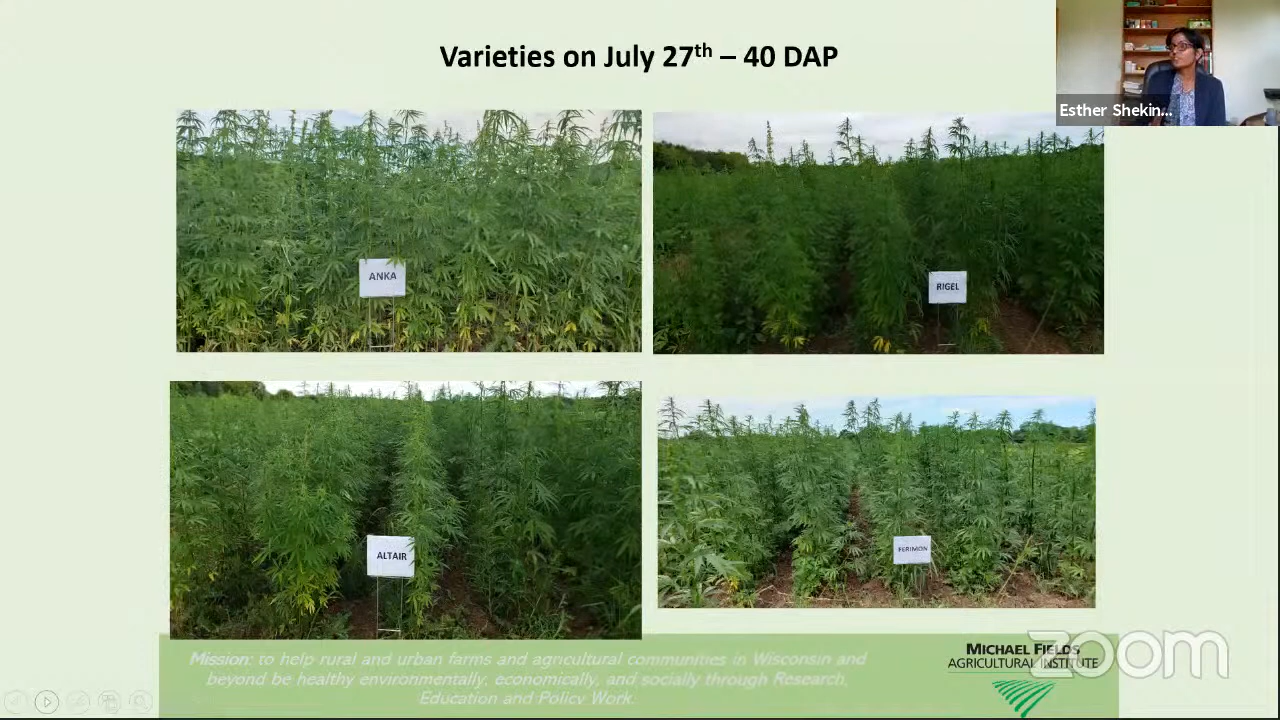 Varieties on July 27th – 40 DAP
Esther Shekin...
ANKA
RIGEL
ALTAIR
FERIMON
Mission: to help rural and urban farms and agricultural communities in Wisconsin and
beyond be healthy environmentally, economically, and socially through Research,
Education and Policy Work.
MICHAEL FIELDS
AGRICULTURAL INSTITUTE
zoom